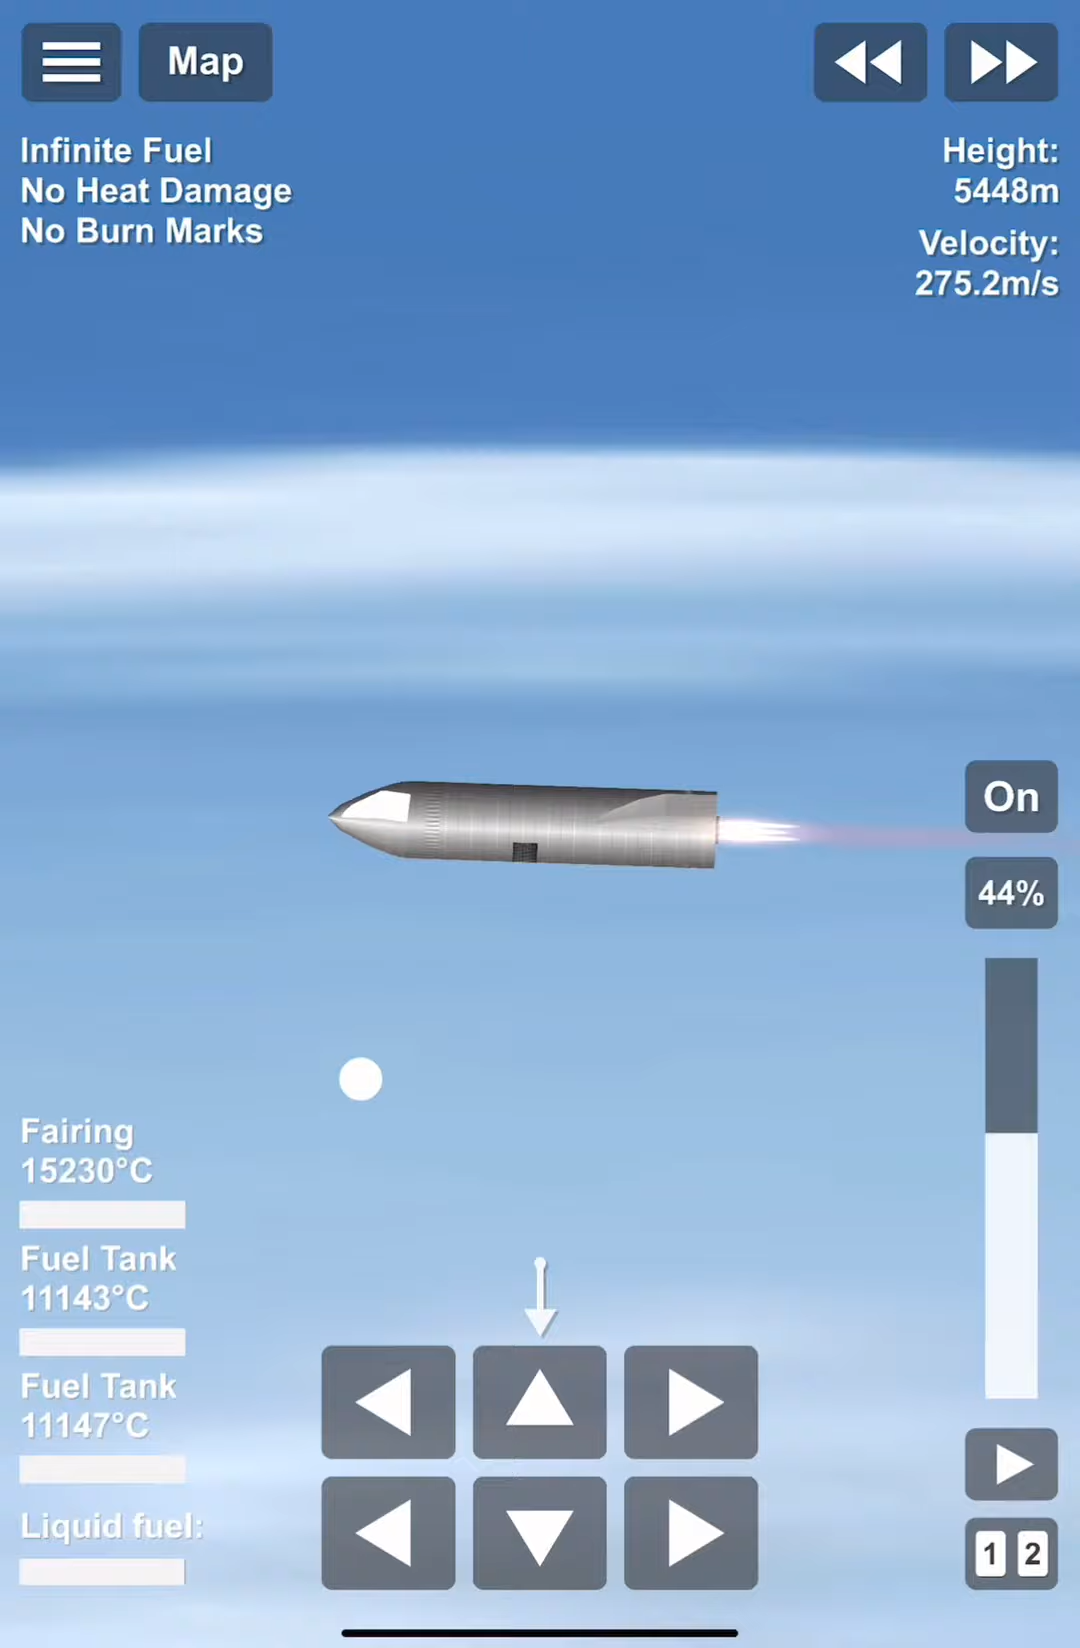 Map
Infinite Fuel
No Heat Damage
No Burn Marks
Height:
5448m
Velocity:
275.2m/s
On
44%
Fairing
15230°C
Fuel Tank
11143°C
Fuel Tank
11147°C
Liquid fuel:
1 2